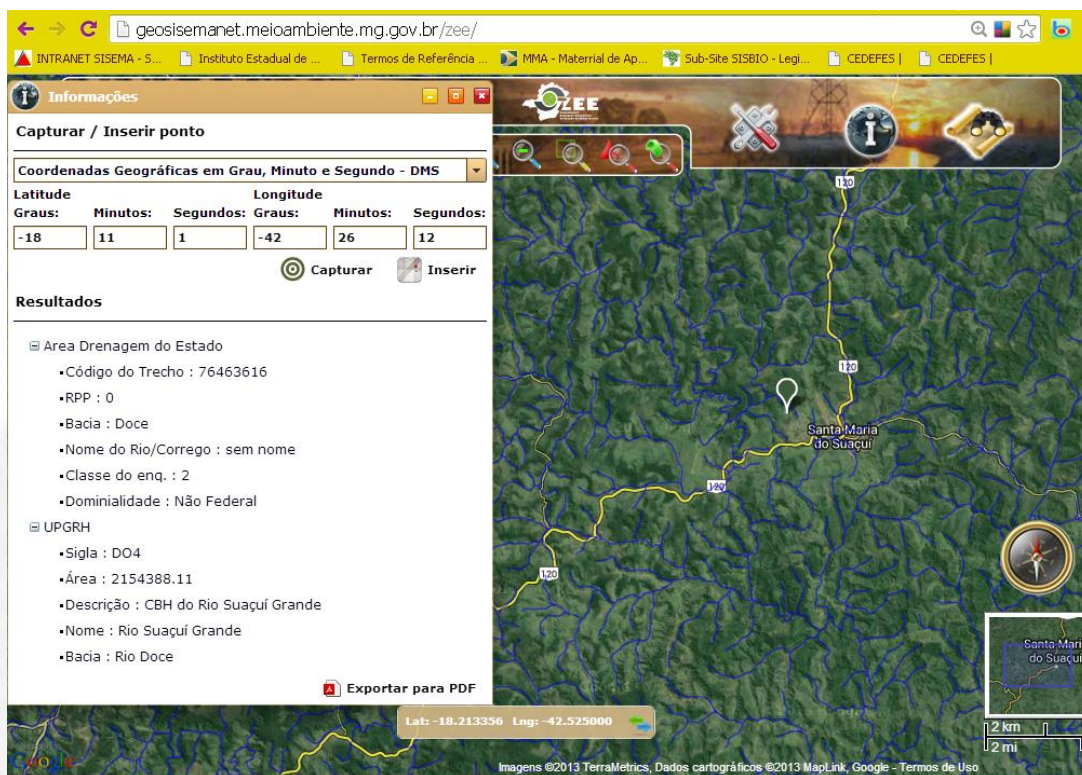 geosisemanet.meioambiente.mg.gov.br/zee/
INTRANET SISEMA - S... Instituto Estadual de ... Termos de Referência ... MMA - Materrial de Ap... Sub-Site SISBIO - Legi... CEDEFES | CEDEFES |
Informações
Capturar / Inserir ponto
Coordenadas Geográficas em Grau, Minuto e Segundo - DMS
Latitude Longitude
Graus: Minutos: Segundos: Graus: Minutos: Segundos:
-18 11 1 -42 26 12
Capturar Inserir
Resultados
Area Drenagem do Estado
Código do Trecho : 76463616
RPP : 0
Bacia : Doce
Nome do Rio/Corrego : sem nome
Classe do enq. : 2
Dominialidade : Não Federal
UPGRH
Sigla : DO4
Área : 2154388.11
Descrição : CBH do Rio Suaçuí Grande
Nome : Rio Suaçuí Grande
Bacia : Rio Doce
Exportar para PDF
ZEE
120
120
Santa Maria
do Suaçuí
120
120
Santa Mari
do Suaçuí
Lat: -18.213356 Lng: -42.525000
2 km
2 mi
Google
Imagens ©2013 TerraMetrics, Dados cartográficos ©2013 MapLink, Google - Termos de Uso